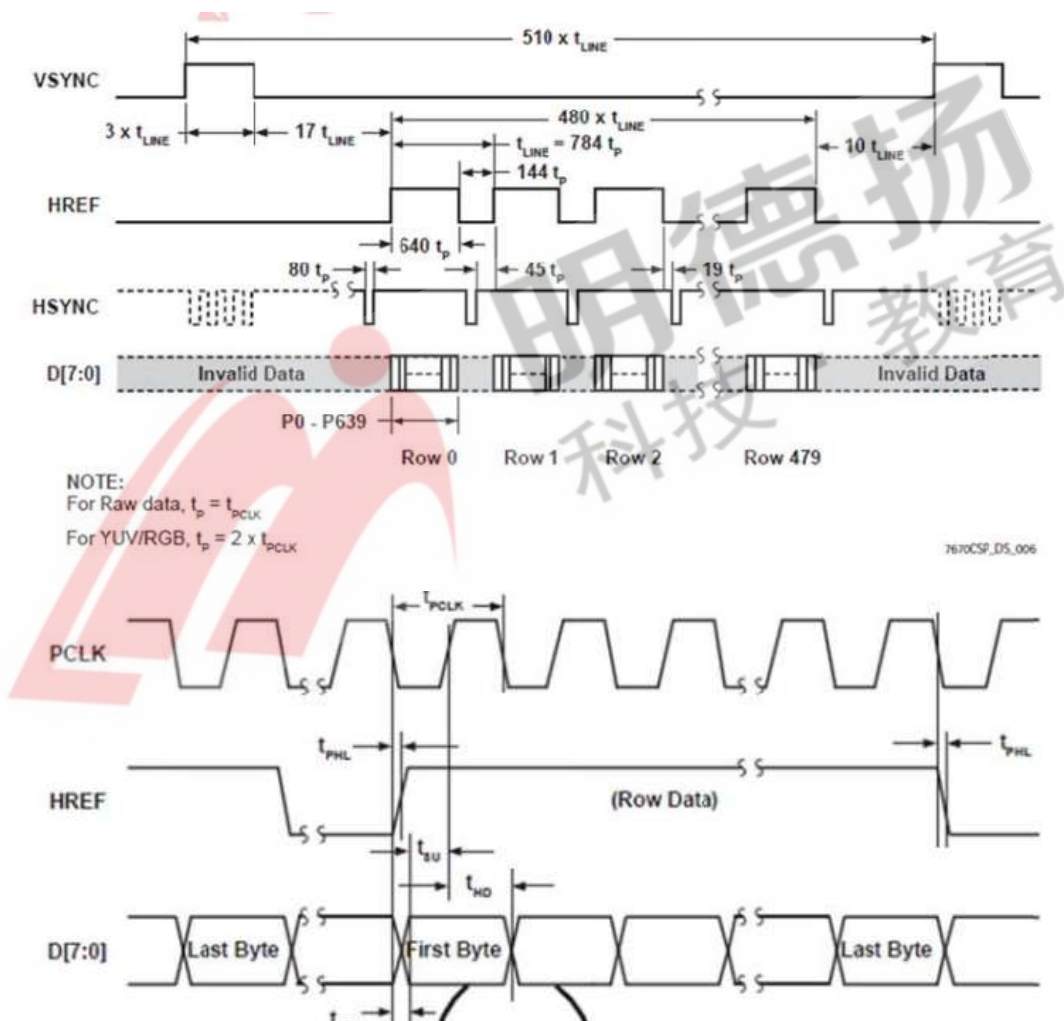 510 x tLINE
VSYNC
3 x tLINE
17 tLINE
480 x tLINE
tLINE = 784 tp
10 tLINE
144 tp
HREF
640 tp
80 tp
45 tp
19 tp
HSYNC
D[7:0]
Invalid Data
Invalid Data
P0 - P639
Row 0
Row 1
Row 2
Row 479
NOTE:
For Raw data, tp = tPCLK
For YUV/RGB, tp = 2 x tPCLK
7670CSP_DS_006
明德扬
科技·教育
tPCLK
PCLK
tPHL
tPHL
HREF
(Row Data)
tSU
tHD
D[7:0]
Last Byte
First Byte
Last Byte